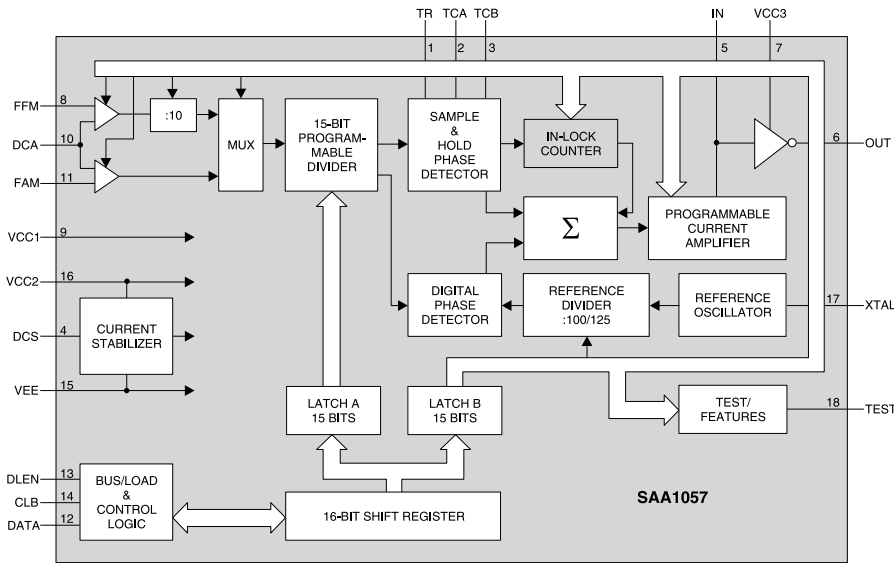 TR TCA TCB IN VCC3
1 2 3 5 7
FFM 8
:10
MUX
15-BIT
PROGRAM-
MABLE
DIVIDER
SAMPLE
&
HOLD
PHASE
DETECTOR
IN-LOCK
COUNTER
6 OUT
DCA 10
FAM 11
Σ
PROGRAMMABLE
CURRENT
AMPLIFIER
VCC1 9
VCC2 16
DCS 4
CURRENT
STABILIZER
VEE 15
DIGITAL
PHASE
DETECTOR
REFERENCE
DIVIDER
:100/125
REFERENCE
OSCILLATOR
17 XTAL
LATCH A
15 BITS
LATCH B
15 BITS
TEST/
FEATURES
18 TEST
DLEN 13
CLB 14
DATA 12
BUS/LOAD
&
CONTROL
LOGIC
16-BIT SHIFT REGISTER
SAA1057